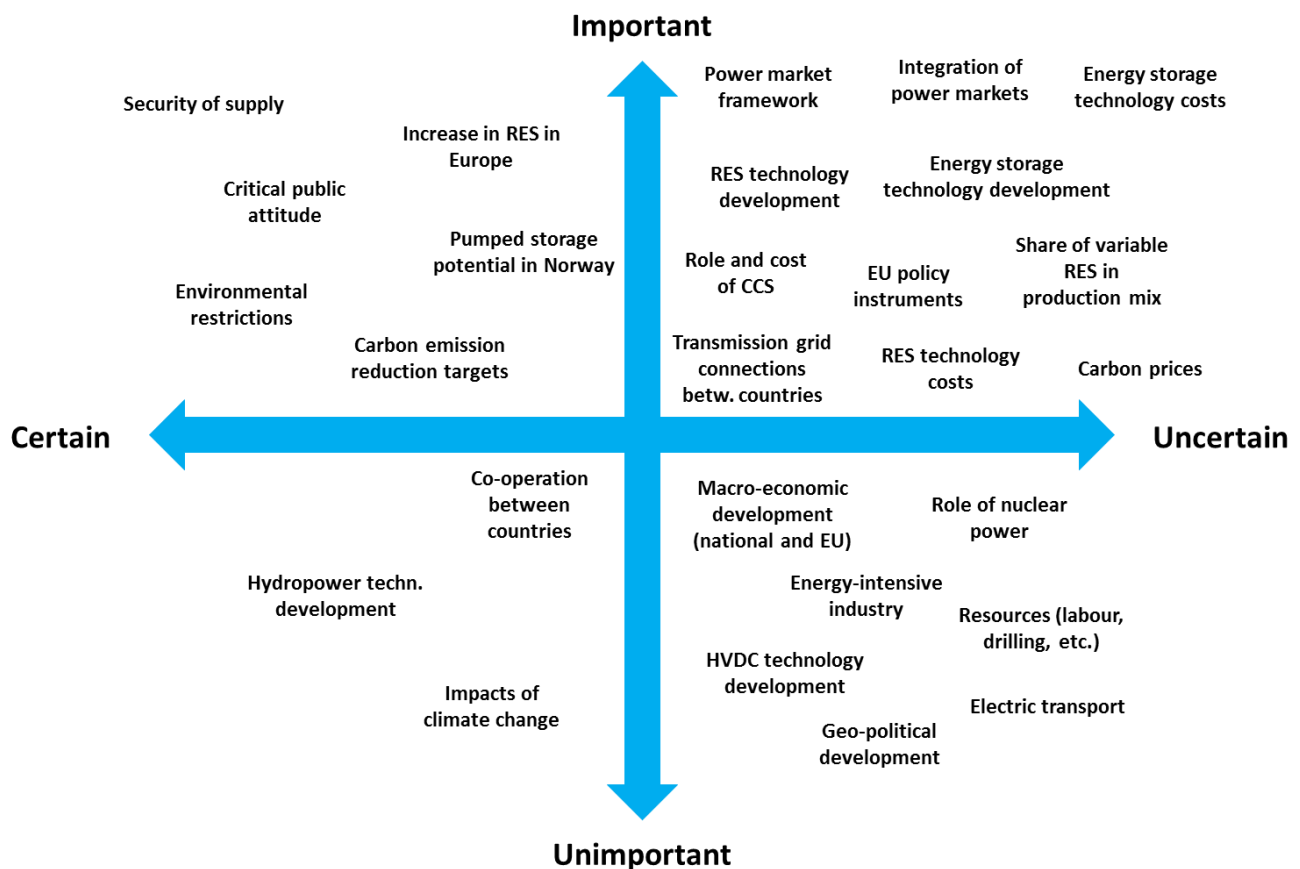 Important
Security of supply
Increase in RES in
Europe
Critical public
attitude
Pumped storage
potential in Norway
Environmental
restrictions
Carbon emission
reduction targets
Power market
framework
Integration of
power markets
Energy storage
technology costs
RES technology
development
Energy storage
technology development
Role and cost
of CCS
EU policy
instruments
Share of variable
RES in
production mix
Transmission grid
connections
betw. countries
RES technology
costs
Carbon prices
Certain
Uncertain
Co-operation
between
countries
Hydropower techn.
development
Impacts of
climate change
Macro-economic
development
(national and EU)
Role of nuclear
power
Energy-intensive
industry
Resources (labour,
drilling, etc.)
HVDC technology
development
Electric transport
Geo-political
development
Unimportant